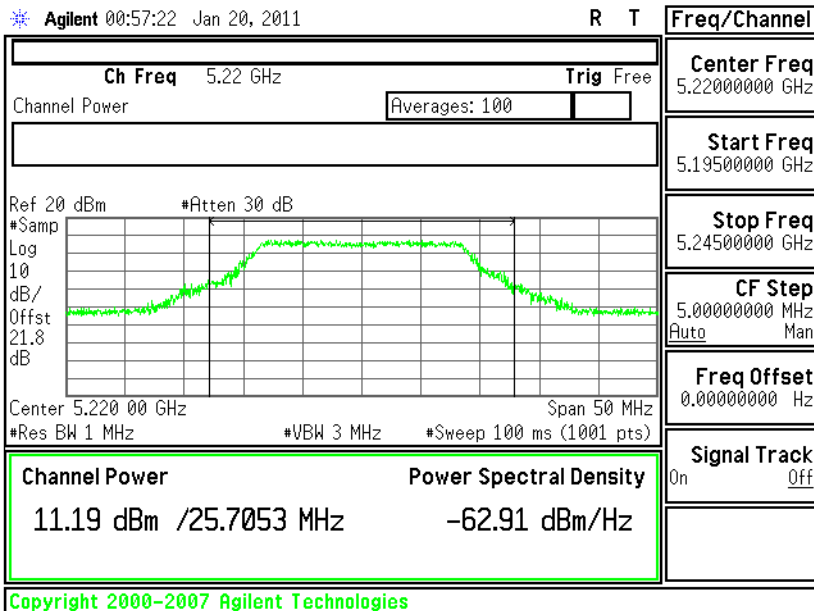 Agilent 00:57:22 Jan 20, 2011 R T
Freq/Channel
Ch Freq 5.22 GHz Trig Free
Channel Power Averages: 100
Ref 20 dBm #Atten 30 dB
#Samp
Log
10
dB/
Offst
21.8
dB
Center 5.220 00 GHz Span 50 MHz
#Res BW 1 MHz #VBW 3 MHz #Sweep 100 ms (1001 pts)
Channel Power Power Spectral Density
11.19 dBm /25.7053 MHz -62.91 dBm/Hz
Center Freq
5.22000000 GHz
Start Freq
5.19500000 GHz
Stop Freq
5.24500000 GHz
CF Step
5.00000000 MHz
Auto Man
Freq Offset
0.00000000 Hz
Signal Track
On Off
Copyright 2000-2007 Agilent Technologies